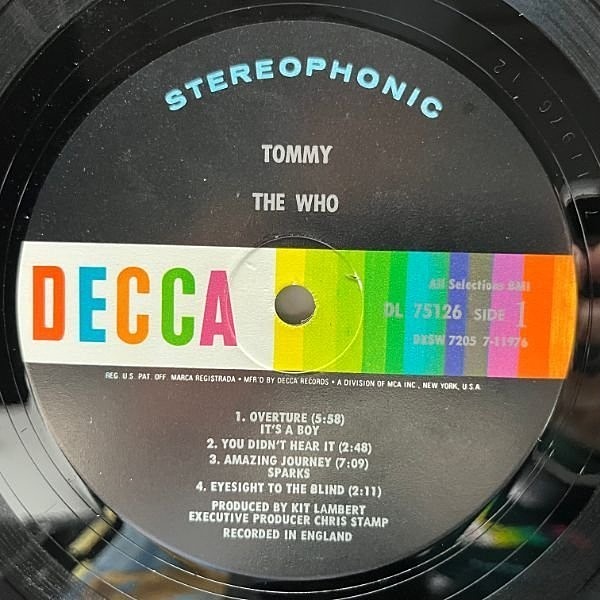 STEREOPHONIC
TOMMY
THE WHO
DECCA
All Selections BMI
DL 75126 SIDE 1
DXSW 7205 7-11976
REG. U.S. PAT. OFF. MARCA REGISTRADA • MFR'D BY DECCA RECORDS • A DIVISION OF MCA INC., NEW YORK, U.S.A.
1. OVERTURE (5:58)
IT'S A BOY
2. YOU DIDN'T HEAR IT (2:48)
3. AMAZING JOURNEY (7:09)
SPARKS
4. EYESIGHT TO THE BLIND (2:11)
PRODUCED BY KIT LAMBERT
EXECUTIVE PRODUCER CHRIS STAMP
RECORDED IN ENGLAND